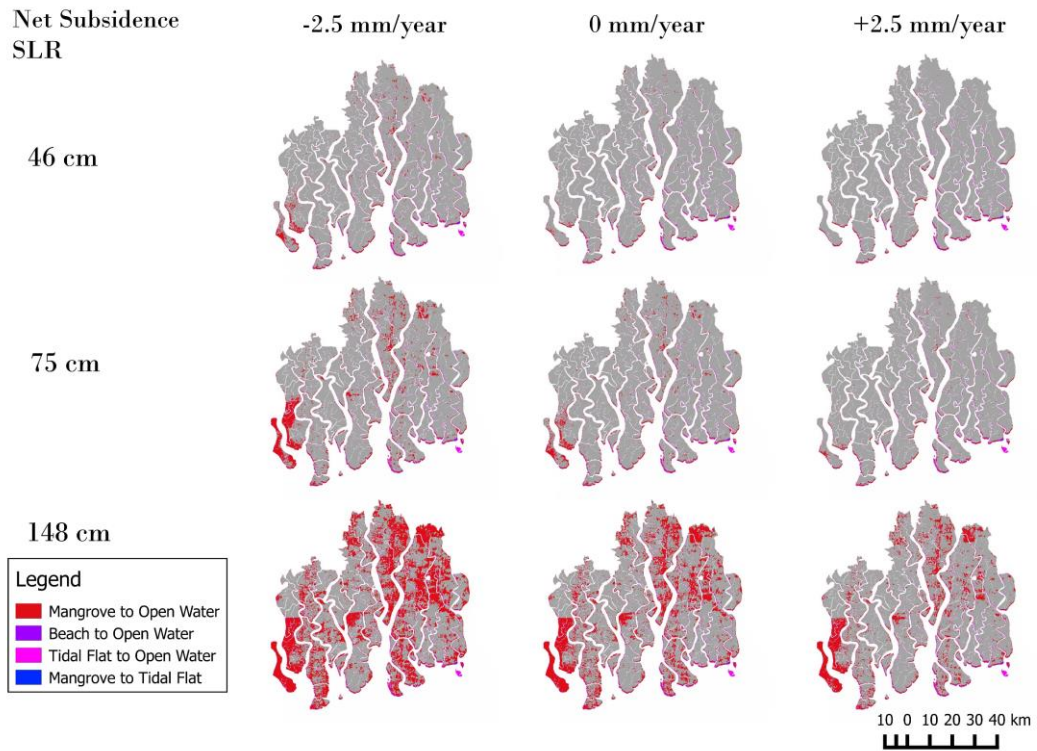 Net Subsidence
SLR
-2.5 mm/year
0 mm/year
+2.5 mm/year
46 cm
75 cm
148 cm
Legend
Mangrove to Open Water
Beach to Open Water
Tidal Flat to Open Water
Mangrove to Tidal Flat
10 0 10 20 30 40 km